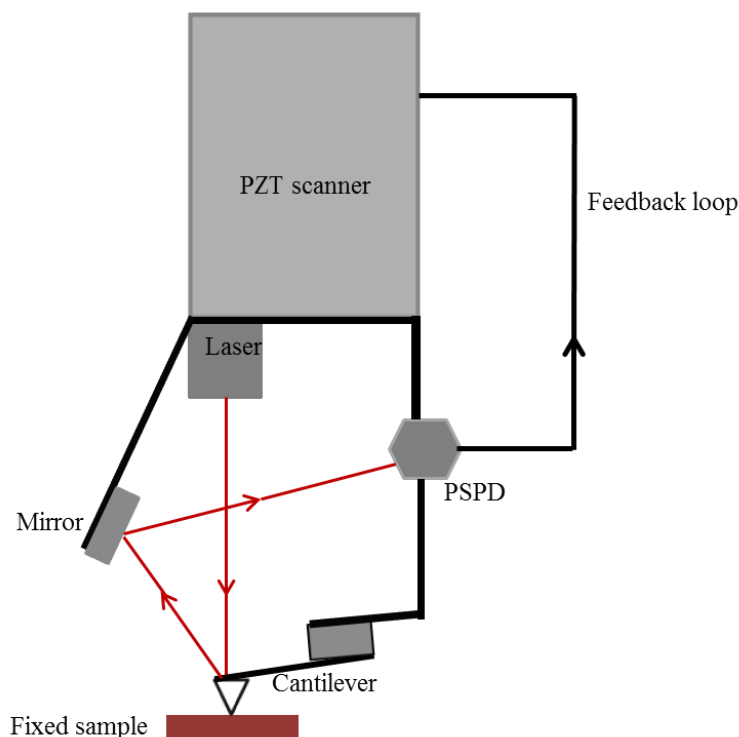 PZT scanner
Feedback loop
Laser
PSPD
Mirror
Cantilever
Fixed sample